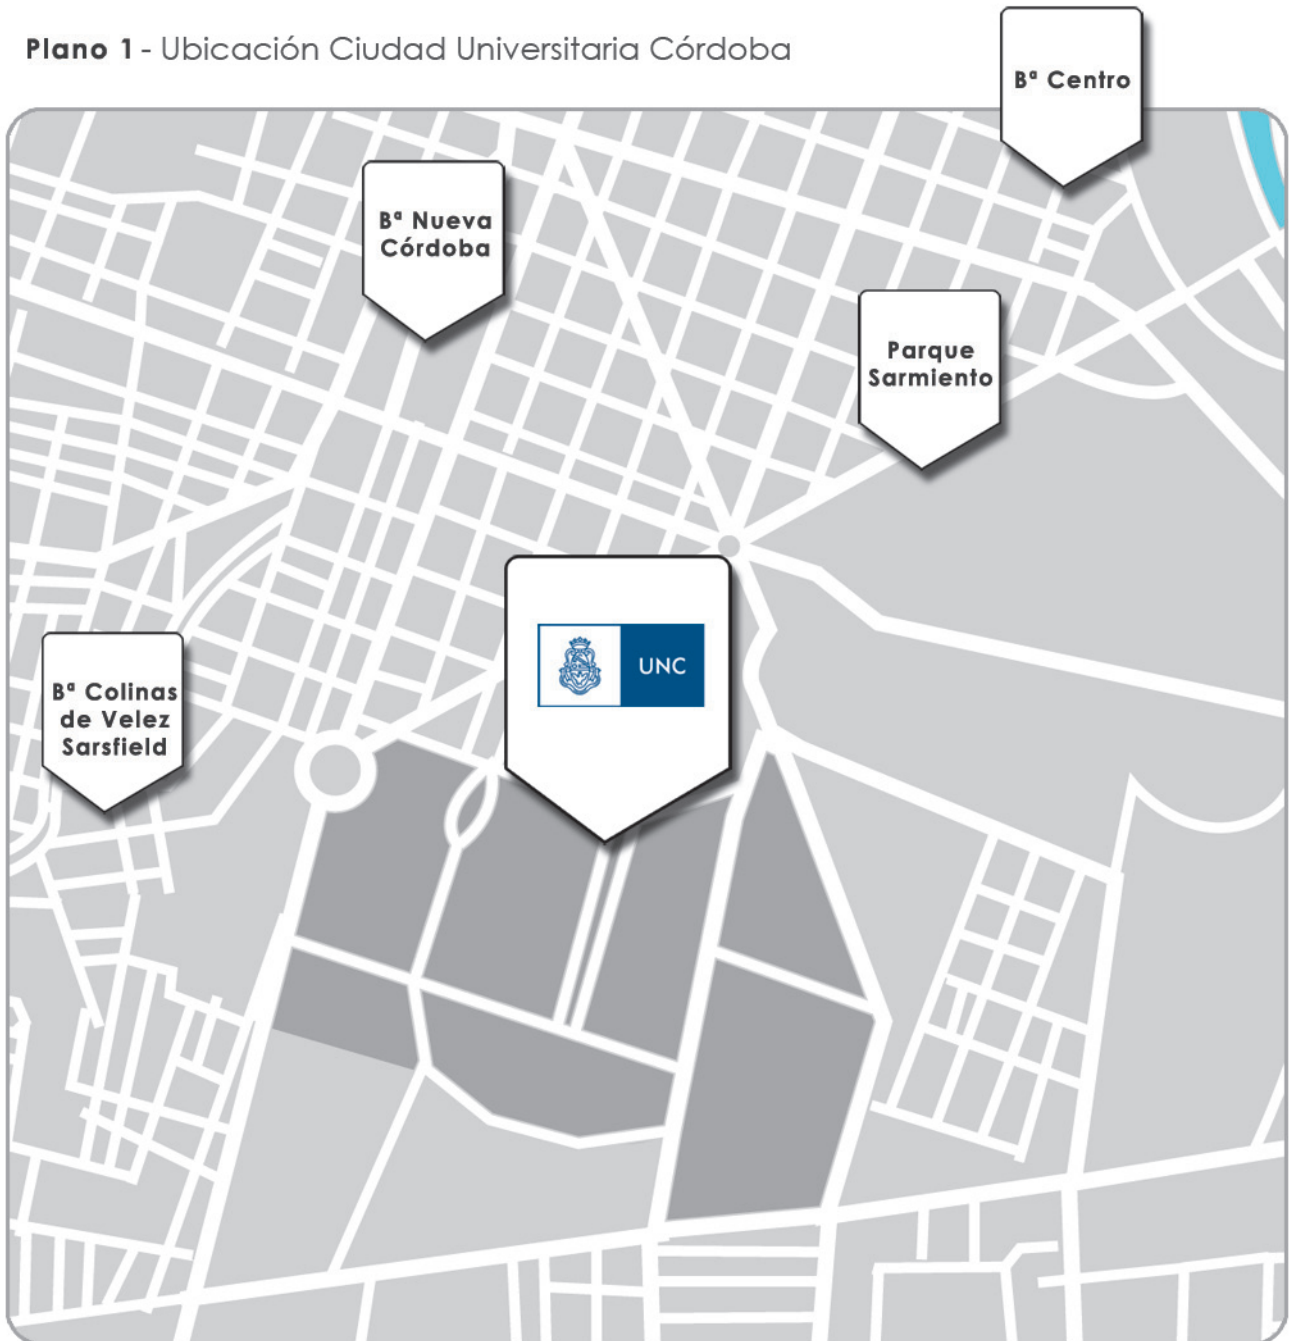 Plano 1 - Ubicación Ciudad Universitaria Córdoba
Bª Centro
Bª Nueva
Córdoba
Parque
Sarmiento
UNC
Bª Colinas
de Velez
Sarsfield